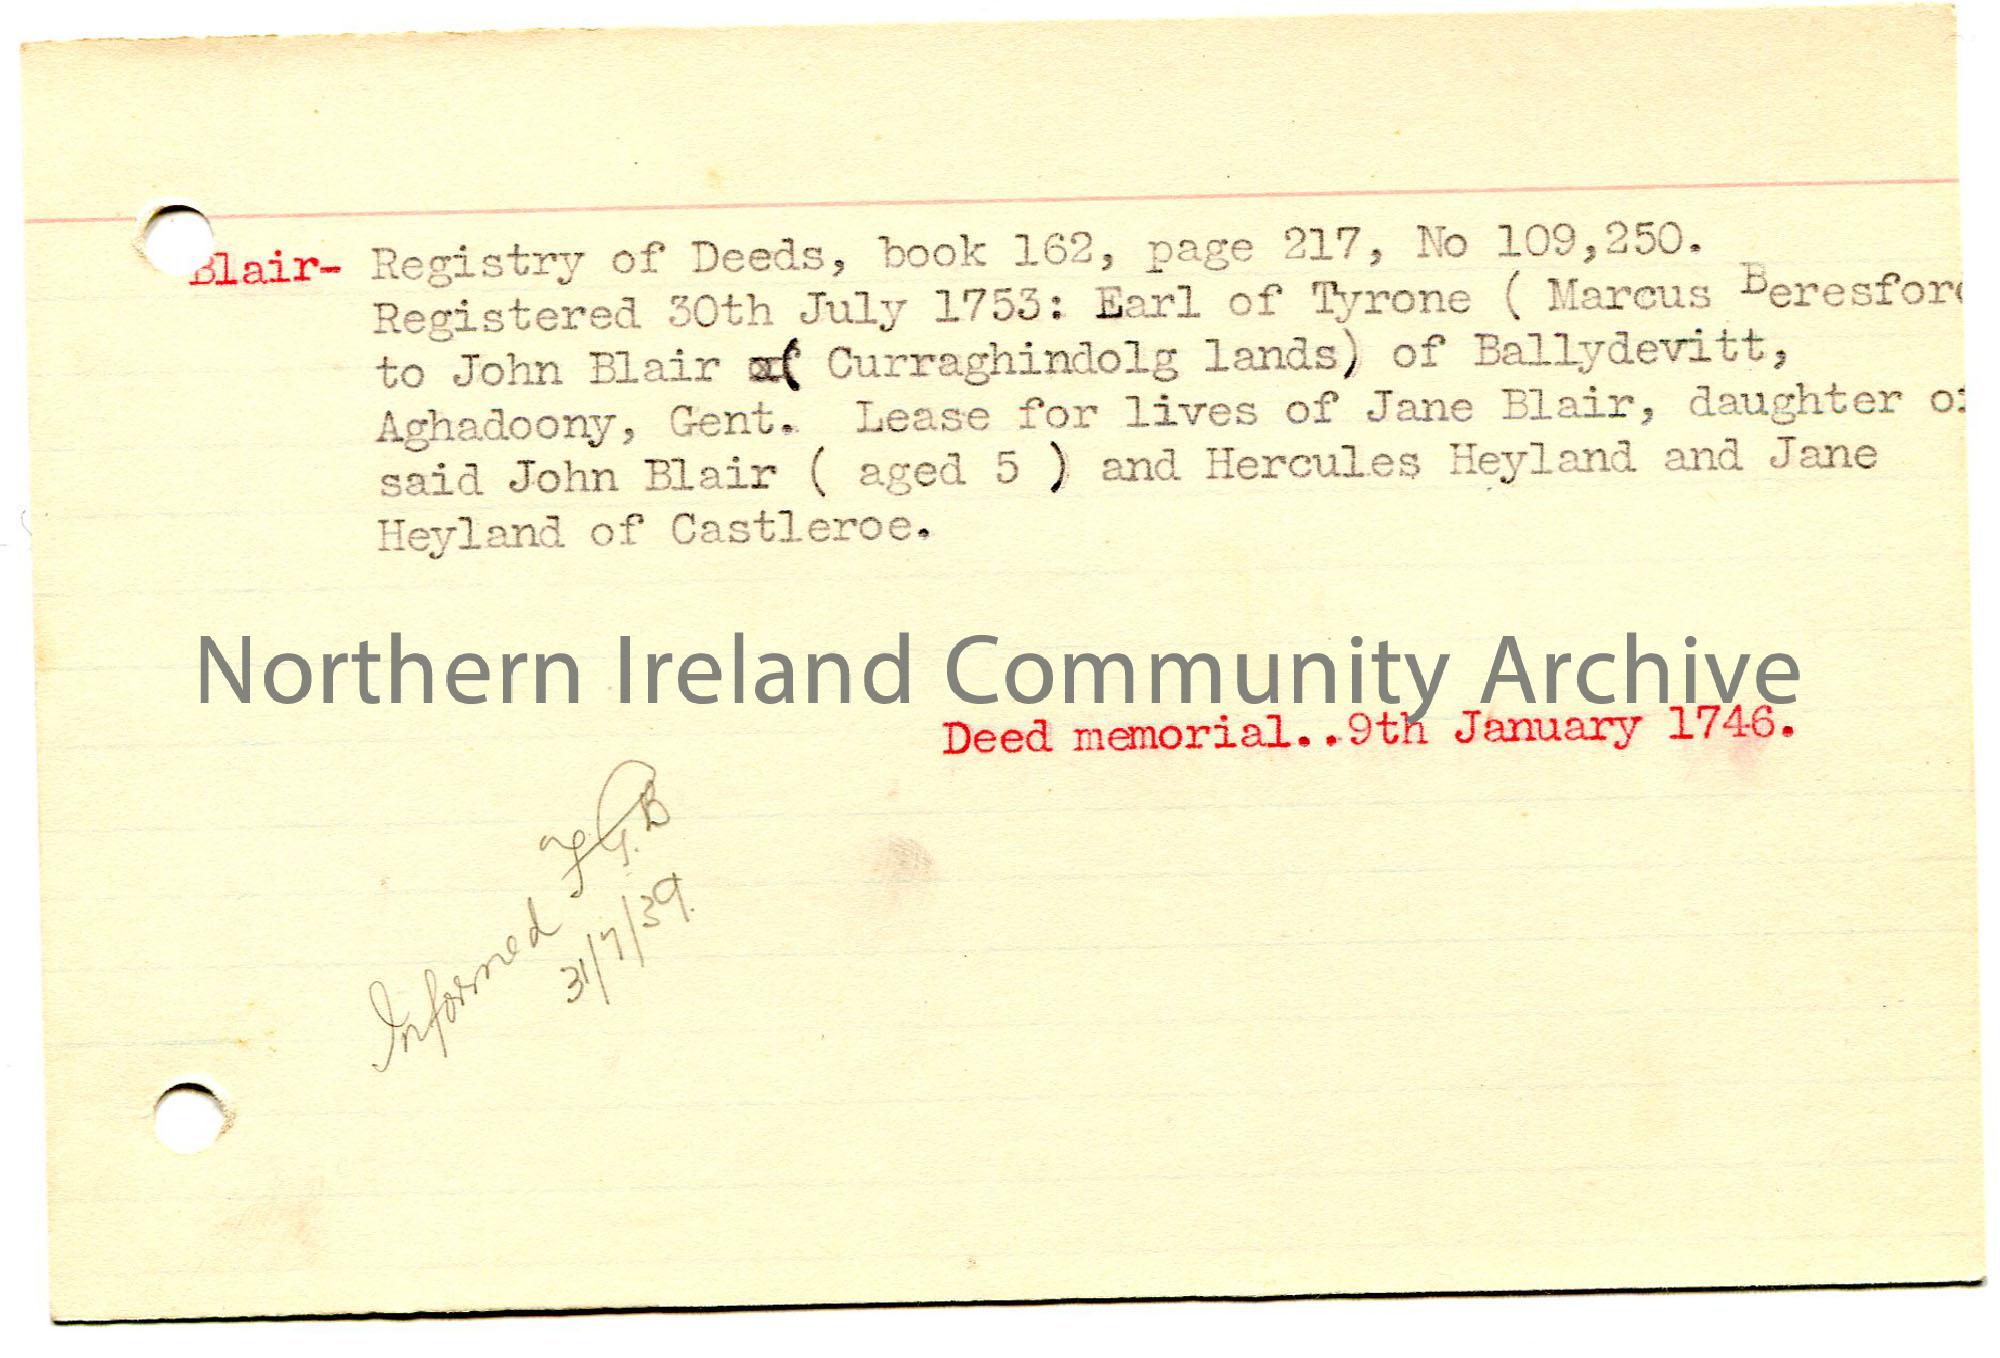 Blair- Registry of Deeds, book 162, page 217, No 109,250.
Registered 30th July 1753: Earl of Tyrone ( Marcus Beresford
to John Blair ( Curraghindolg lands) of Ballydevitt,
Aghadoony, Gent. Lease for lives of Jane Blair, daughter of
said John Blair ( aged 5 ) and Hercules Heyland and Jane
Heyland of Castleroe.
Northern Ireland Community Archive
Deed memorial..9th January 1746.
Informed F.G.B
31/7/39.